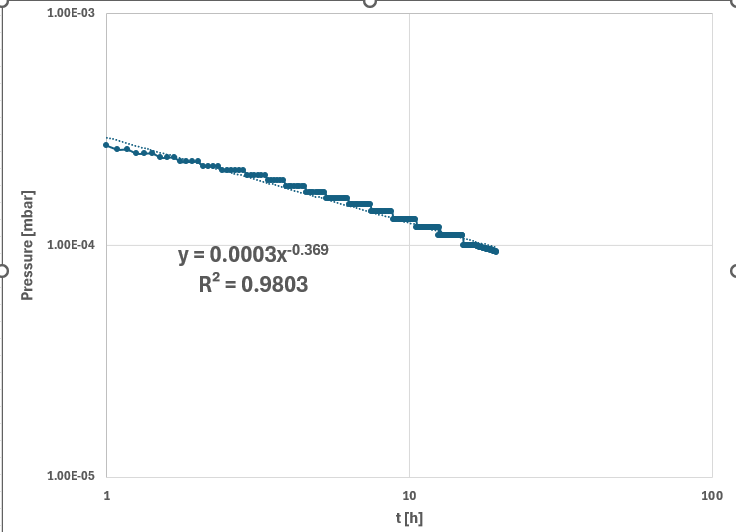 1.00E-03
Pressure [mbar]
1.00E-04
y = 0.0003x^-0.369
R² = 0.9803
1.00E-05
1 10 100
t [h]